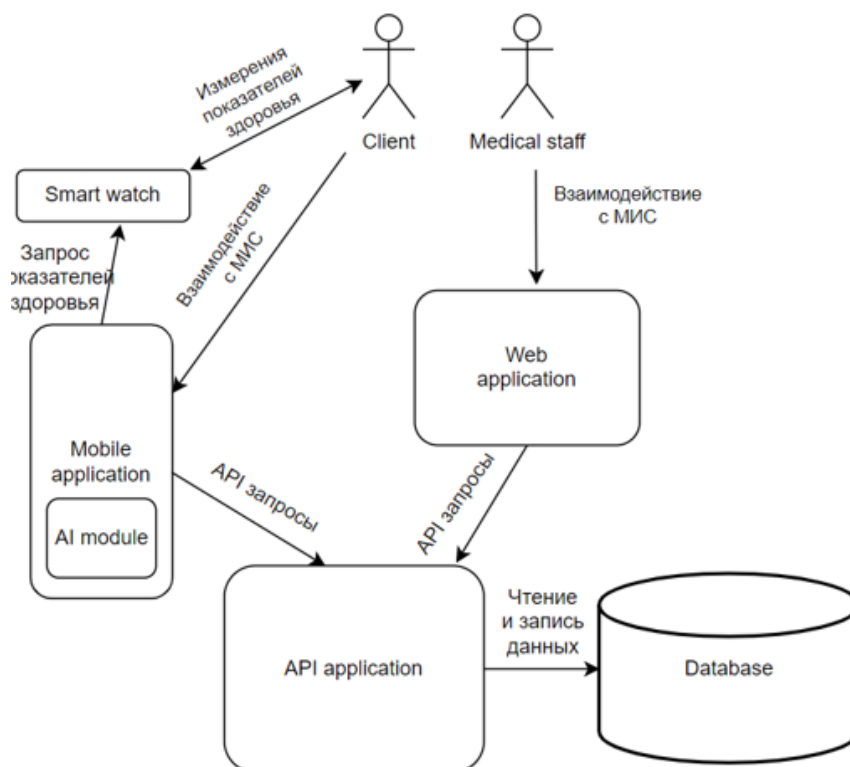 Измерения
показателей
здоровья
Client
Medical staff
Smart watch
Взаимодействие
с МИС
Взаимодействие
с МИС
Запрос
оказателей
здоровья
Web
application
Mobile
application
AI module
API запросы
API запросы
API application
Чтение
и запись
данных
Database